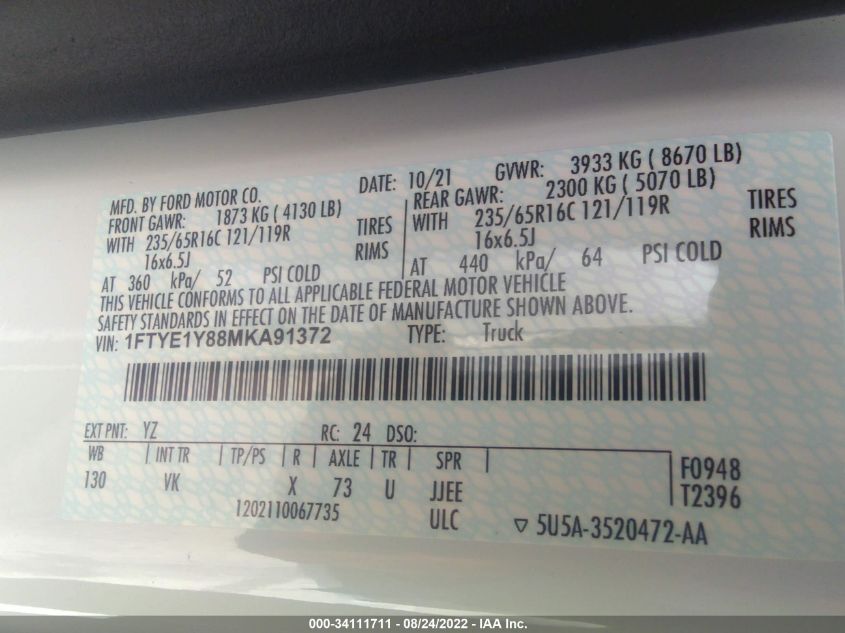 MFD. BY FORD MOTOR CO. DATE: 10/21 GVWR: 3933 KG ( 8670 LB)
FRONT GAWR: 1873 KG ( 4130 LB) REAR GAWR: 2300 KG ( 5070 LB)
WITH 235/65R16C 121/119R TIRES WITH 235/65R16C 121/119R TIRES
16x6.5J RIMS 16x6.5J RIMS
AT 360 kPa/ 52 PSI COLD AT 440 kPa/ 64 PSI COLD
THIS VEHICLE CONFORMS TO ALL APPLICABLE FEDERAL MOTOR VEHICLE
SAFETY STANDARDS IN EFFECT ON THE DATE OF MANUFACTURE SHOWN ABOVE.
VIN: 1FTYE1Y88MKA91372 TYPE: Truck
EXT PNT: YZ RC: 24 DSO:
WB INT TR TP/PS R AXLE TR SPR F0948
130 VK X 73 U JJEE T2396
1202110067735 ULC ▽ 5U5A-3520472-AA
000-34111711 - 08/24/2022 - IAA Inc.